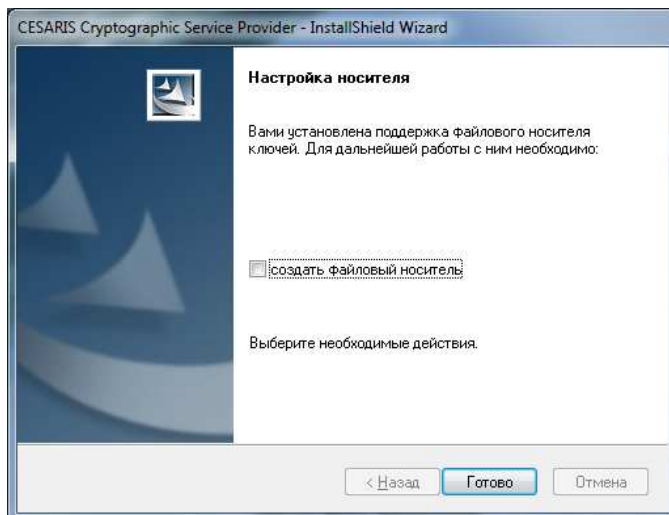 CESARIS Cryptographic Service Provider - InstallShield Wizard
Настройка носителя
Вами установлена поддержка файлового носителя
ключей. Для дальнейшей работы с ним необходимо:
создать файловый носитель
Выберите необходимые действия.
< Назад Готово Отмена